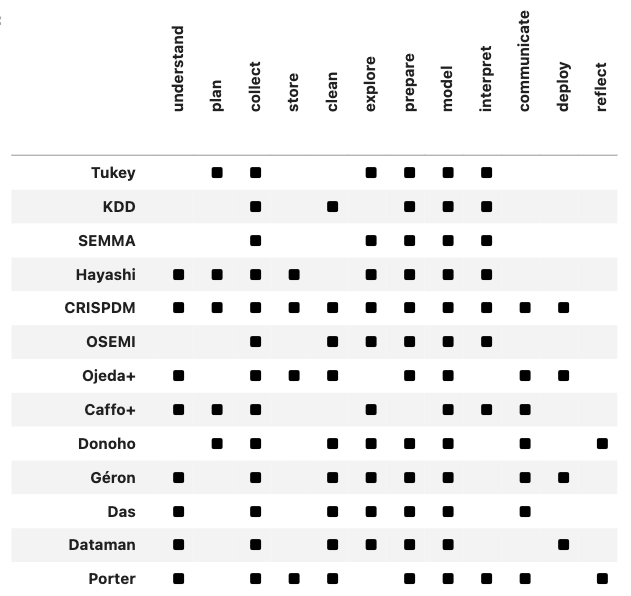 understand
plan
collect
store
clean
explore
prepare
model
interpret
communicate
deploy
reflect
Tukey
KDD
SEMMA
Hayashi
CRISPDM
OSEMI
Ojeda+
Caffo+
Donoho
Géron
Das
Dataman
Porter